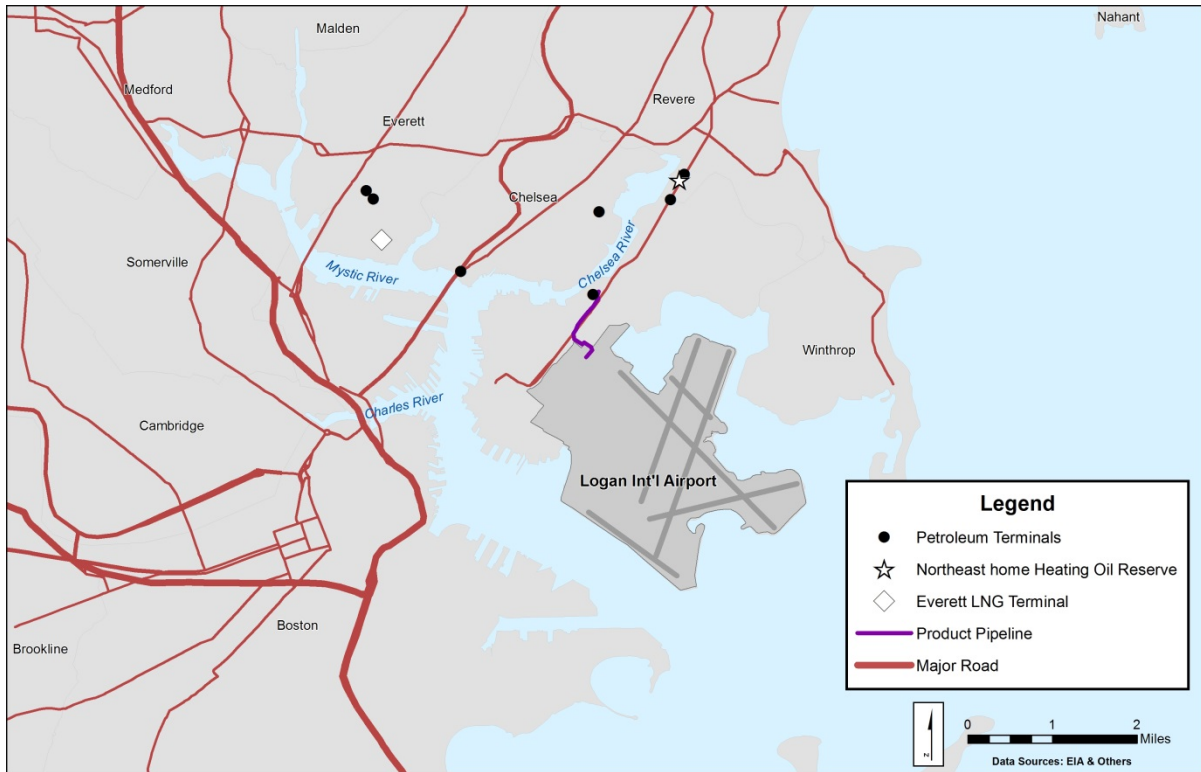 Nahant
Malden
Medford
Revere
Everett
Chelsea
Chelsea River
Somerville
Mystic River
Winthrop
Charles River
Cambridge
Logan Int'l Airport
Boston
Brookline
Legend
Petroleum Terminals
Northeast home Heating Oil Reserve
Everett LNG Terminal
Product Pipeline
Major Road
N
0 1 2
Miles
Data Sources: EIA & Others